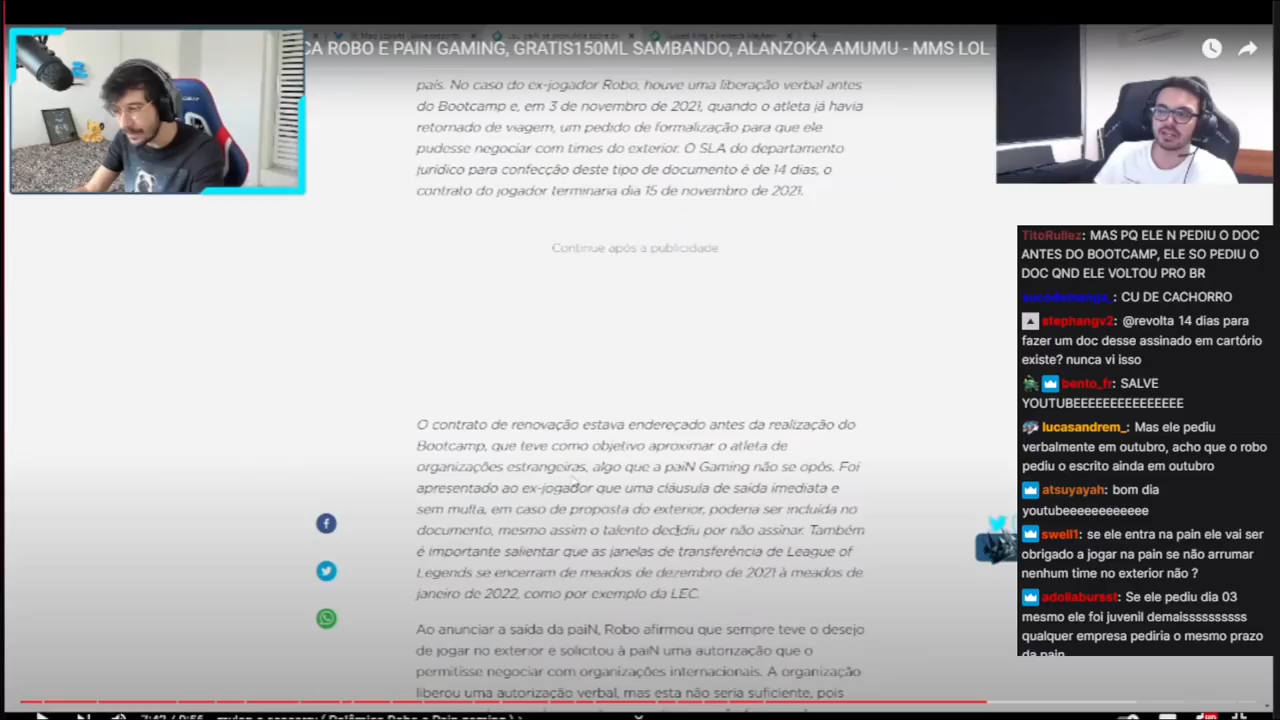 ÇA ROBO E PAIN GAMING, GRATIS150ML SAMBANDO, ALANZOKA AMUMU - MMS LOL
país. No caso do ex-jogador Robo, houve uma liberação verbal antes
do Bootcamp e, em 3 de novembro de 2021, quando o atleta já havia
retornado de viagem, um pedido de formalização para que ele
pudesse negociar com times do exterior. O SLA do departamento
jurídico para confecção deste tipo de documento é de 14 dias, o
contrato do jogador terminaria dia 15 de novembro de 2021.
Continue após a publicidade
O contrato de renovação estava endereçado antes da realização do
Bootcamp, que teve como objetivo aproximar o atleta de
organizações estrangeiras, algo que a paiN Gaming não se opôs. Foi
apresentado ao ex-jogador que uma cláusula de saída imediata e
sem multa, em caso de proposta do exterior, poderia ser incluída no
documento, mesmo assim o talento decidiu por não assinar. Também
é importante salientar que as janelas de transferência de League of
Legends se encerram de meados de dezembro de 2021 à meados de
janeiro de 2022, como por exemplo da LEC.
Ao anunciar a saída da paiN, Robo afirmou que sempre teve o desejo
de jogar no exterior e solicitou à paiN uma autorização que o
permitisse negociar com organizações internacionais. A organização
liberou uma autorização verbal, mas esta não seria suficiente, pois
TitoRullez: MAS PQ ELE N PEDIU O DOC
ANTES DO BOOTCAMP, ELE SO PEDIU O
DOC QND ELE VOLTOU PRO BR
sucodemanga_: CU DE CACHORRO
stephangv2: @revolta 14 dias para
fazer um doc desse assinado em cartório
existe? nunca vi isso
bento_fr: SALVE
YOUTUBEEEEEEEEEEEEEEE
lucasandrem_: Mas ele pediu
verbalmente em outubro, acho que o robo
pediu o escrito ainda em outubro
atsuyayah: bom dia
youtubeeeeeeeeeee
swell1: se ele entra na pain ele vai ser
obrigado a jogar na pain se não arrumar
nenhum time no exterior não ?
adollabursst: Se ele pediu dia 03
mesmo ele foi juvenil demaisssssssss
qualquer empresa pediria o mesmo prazo
da pain